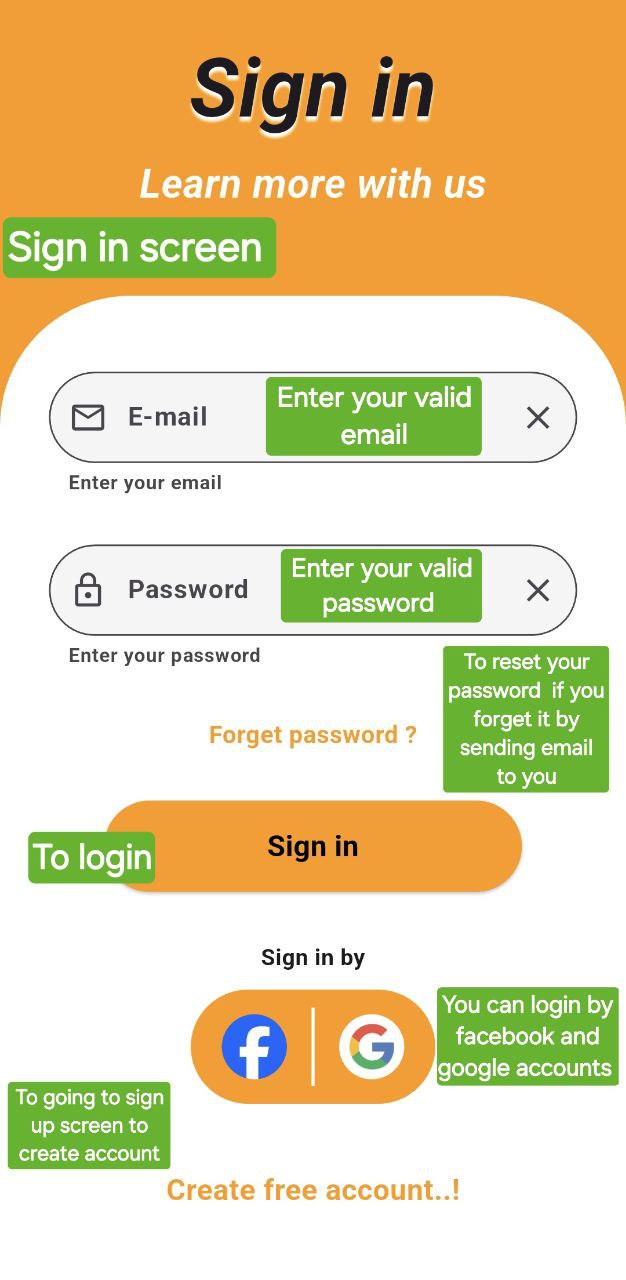 Sign in
Learn more with us
Sign in screen
E-mail
Enter your valid
email
Enter your email
Password
Enter your valid
password
Enter your password
To reset your
password if you
forget it by
sending email
to you
Forget password ?
To login
Sign in
Sign in by
You can login by
facebook and
google accounts
To going to sign
up screen to
create account
Create free account..!